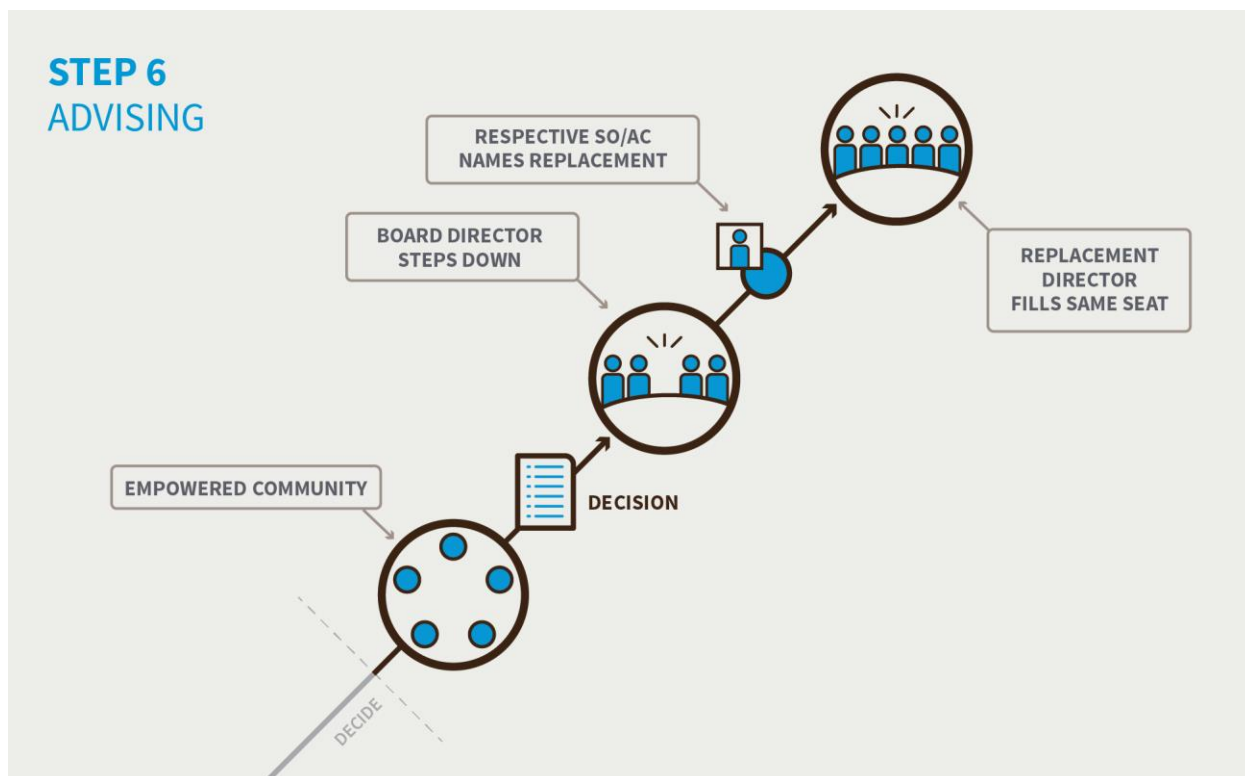 STEP 6
ADVISING
RESPECTIVE SO/AC
NAMES REPLACEMENT
BOARD DIRECTOR
STEPS DOWN
REPLACEMENT
DIRECTOR
FILLS SAME SEAT
EMPOWERED COMMUNITY
DECISION
DECIDE